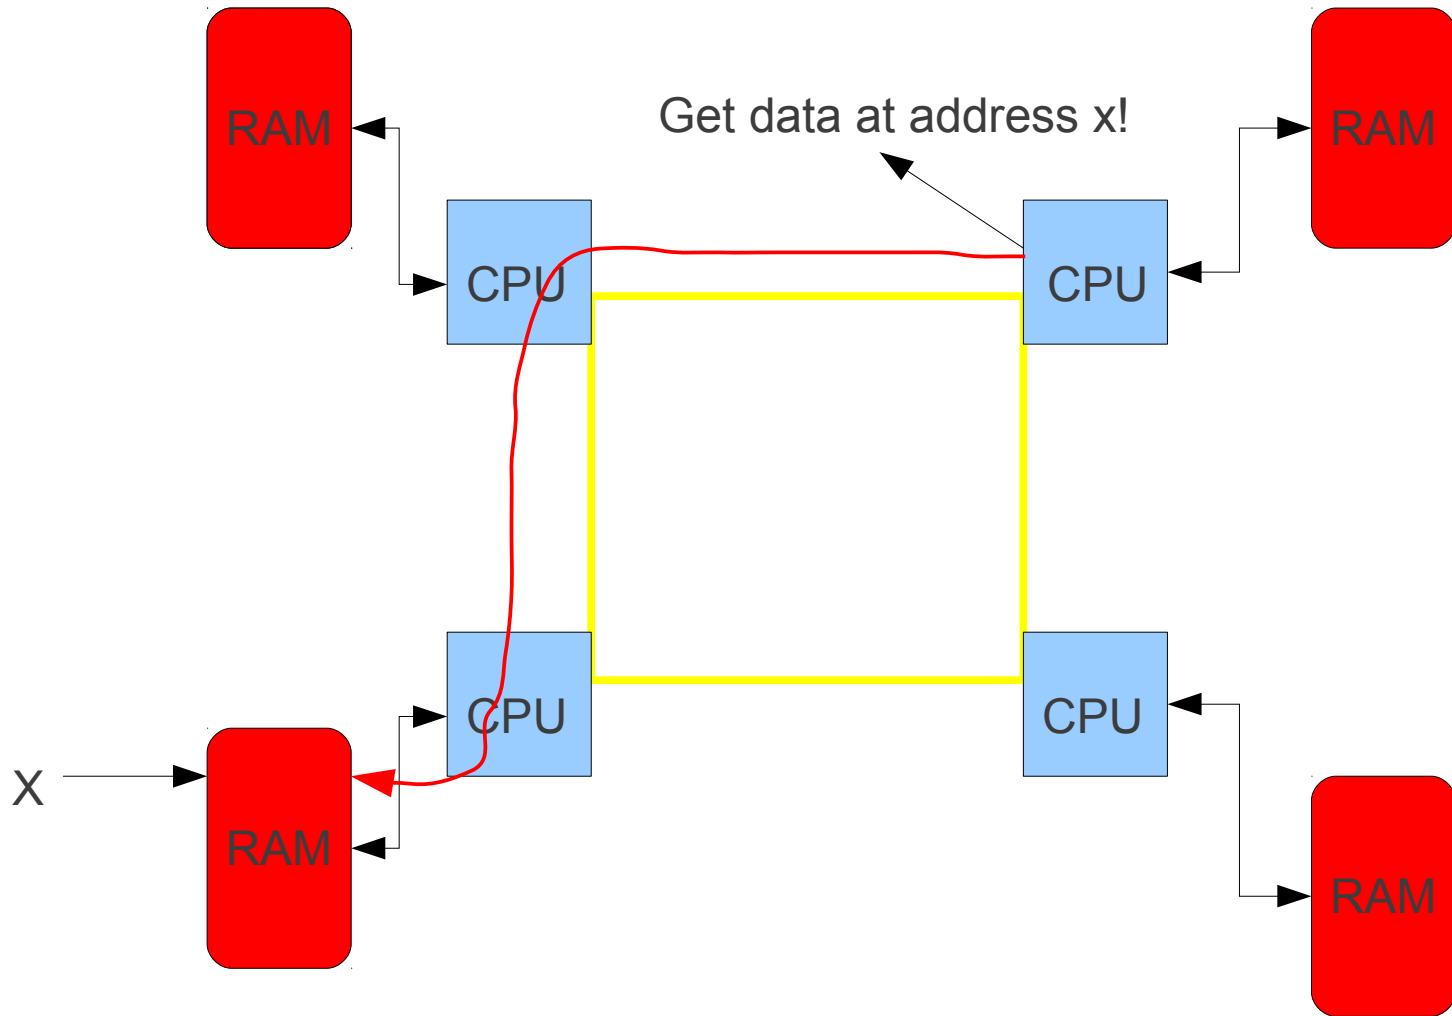 RAM
Get data at address x!
RAM
CPU
CPU
CPU
CPU
X
RAM
RAM